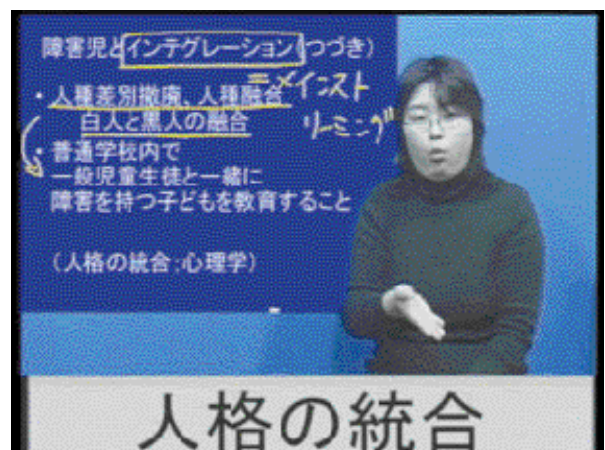 障害児とインテグレーション(つづき)
・人種差別撤廃、人種融合
白人と黒人の融合
=メインスト
リーミング
・普通学校内で
一般児童生徒と一緒に
障害を持つ子どもを教育すること
(人格の統合:心理学)
人格の統合